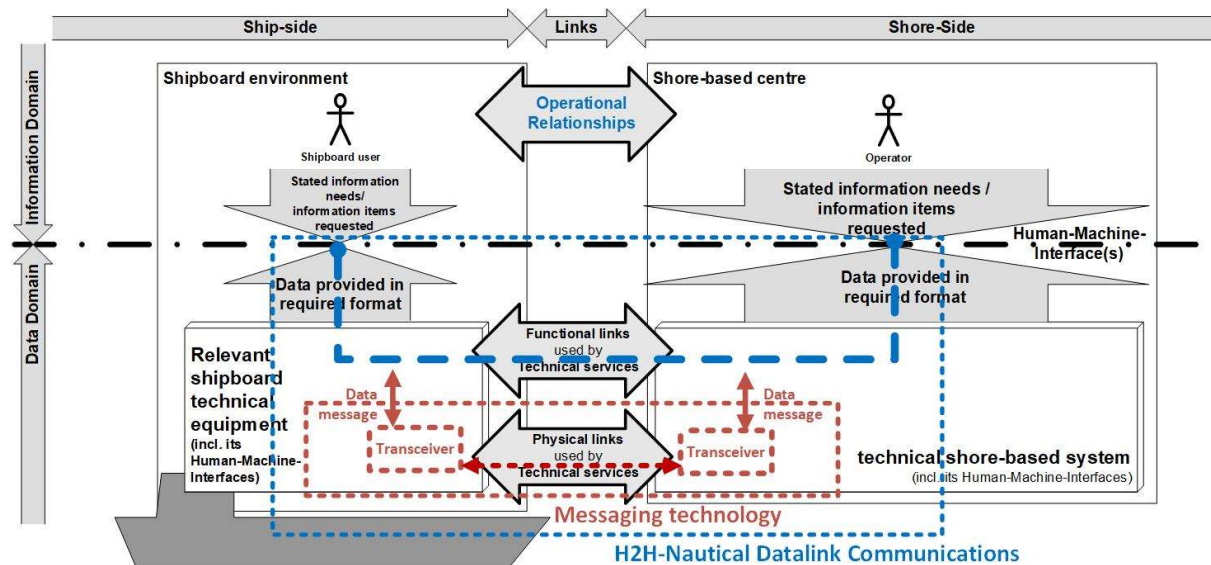 Ship-side
Links
Shore-Side
Information Domain
Data Domain
Shipboard environment
Shipboard user
Stated information
needs/
information items
requested
Data provided in
required format
Relevant
shipboard
technical
equipment
(incl. its
Human-Machine-
Interfaces)
Operational
Relationships
Functional links
used by
Technical services
Physical links
used by
Technical services
Data
message
Transceiver
Shore-based centre
Operator
Stated information needs /
information items
requested
Human-Machine-
Interface(s)
Data provided in
required format
Data
message
Transceiver
technical shore-based system
(incl.its Human-Machine-Interfaces)
Messaging technology
H2H-Nautical Datalink Communications